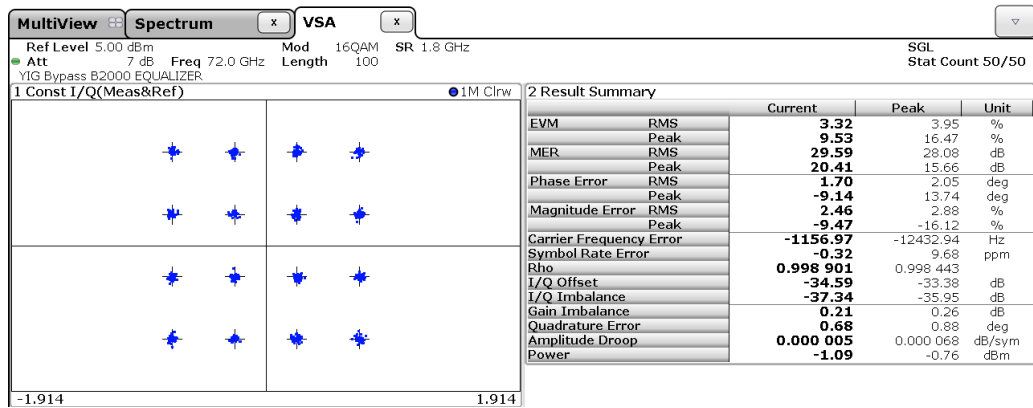 MultiView Spectrum x VSA x
Ref Level 5.00 dBm Mod 16QAM SR 1.8 GHz SGL
Att 7 dB Freq 72.0 GHz Length 100 Stat Count 50/50
YIG Bypass B2000 EQUALIZER
1 Const I/Q(Meas&Ref) 1M Clrw
-1.914 1.914
2 Result Summary
Current Peak Unit
EVM RMS 3.32 3.95 %
Peak 9.53 16.47 %
MER RMS 29.59 28.08 dB
Peak 20.41 15.66 dB
Phase Error RMS 1.70 2.05 deg
Peak -9.14 13.74 deg
Magnitude Error RMS 2.46 2.88 %
Peak -9.47 -16.12 %
Carrier Frequency Error -1156.97 -12432.94 Hz
Symbol Rate Error -0.32 9.68 ppm
Rho 0.998 901 0.998 443
I/Q Offset -34.59 -33.38 dB
I/Q Imbalance -37.34 -35.95 dB
Gain Imbalance 0.21 0.26 dB
Quadrature Error 0.68 0.88 deg
Amplitude Droop 0.000 005 0.000 068 dB/sym
Power -1.09 -0.76 dBm